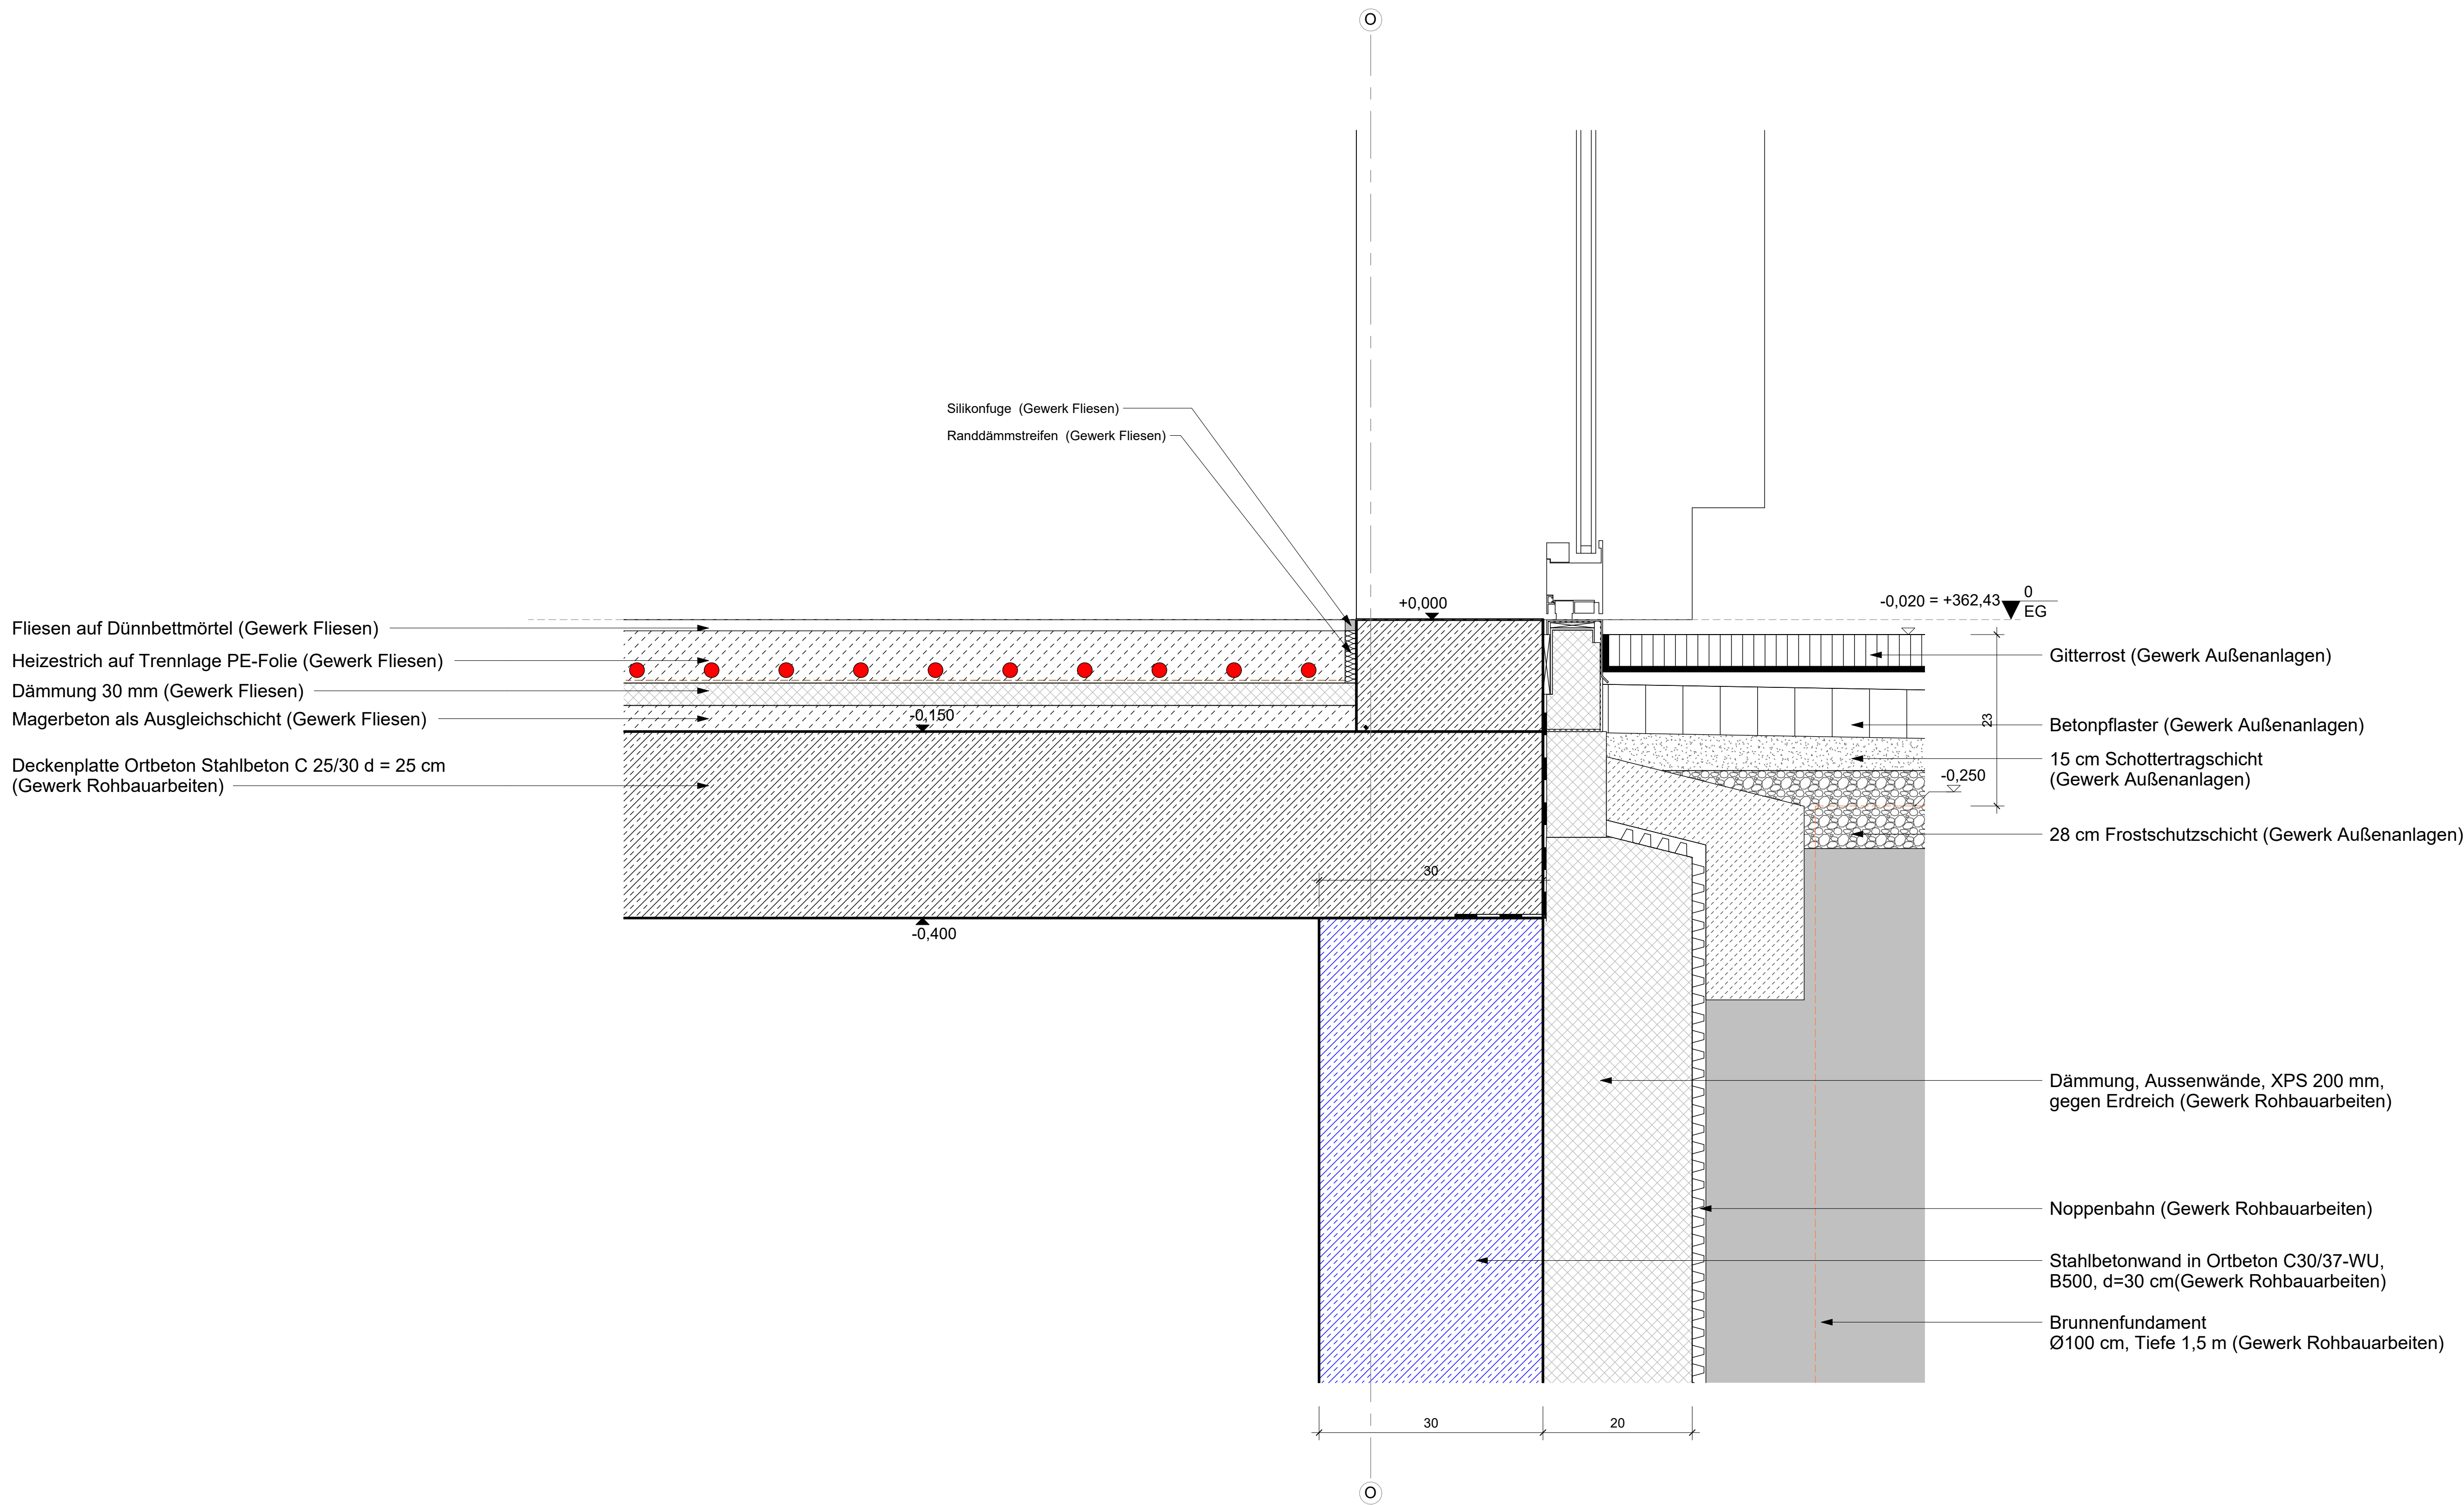 O
Silikonfuge  (Gewerk Fliesen)
Randdämmstreifen  (Gewerk Fliesen)
+0,000
-0,020 = +362,43
0
EG
Fliesen auf Dünnbettmörtel (Gewerk Fliesen)
Heizestrich auf Trennlage PE-Folie (Gewerk Fliesen)
Dämmung 30 mm (Gewerk Fliesen)
Magerbeton als Ausgleichschicht (Gewerk Fliesen)
-0,150
Deckenplatte Ortbeton Stahlbeton C 25/30 d = 25 cm
(Gewerk Rohbauarbeiten)
-0,400
30
Gitterrost (Gewerk Außenanlagen)
23
Betonpflaster (Gewerk Außenanlagen)
15 cm Schottertragschicht
(Gewerk Außenanlagen)
-0,250
28 cm Frostschutzschicht (Gewerk Außenanlagen)
Dämmung, Aussenwände, XPS 200 mm,
gegen Erdreich (Gewerk Rohbauarbeiten)
Noppenbahn (Gewerk Rohbauarbeiten)
Stahlbetonwand in Ortbeton C30/37-WU,
B500, d=30 cm(Gewerk Rohbauarbeiten)
Brunnenfundament
Ø100 cm, Tiefe 1,5 m (Gewerk Rohbauarbeiten)
30
20
O